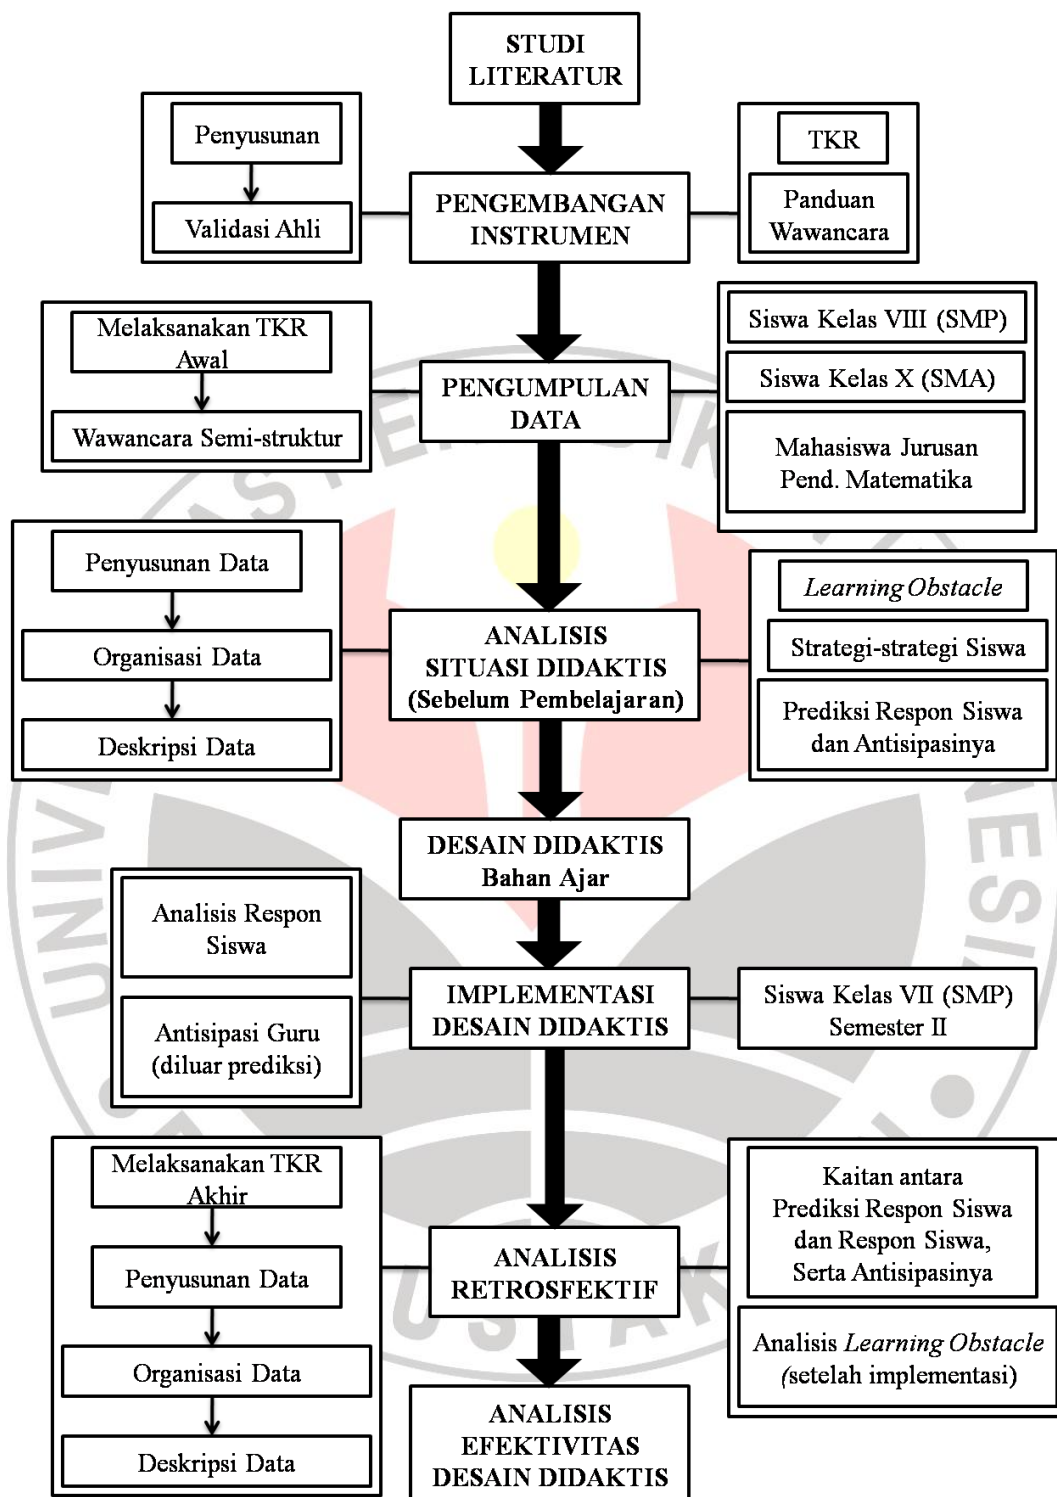 STUDI
LITERATUR
Penyusunan
Validasi Ahli
PENGEMBANGAN
INSTRUMEN
TKR
Panduan
Wawancara
Melaksanakan TKR
Awal
Wawancara Semi-struktur
PENGUMPULAN
DATA
Siswa Kelas VIII (SMP)
Siswa Kelas X (SMA)
Mahasiswa Jurusan
Pend. Matematika
Penyusunan Data
Organisasi Data
Deskripsi Data
ANALISIS
SITUASI DIDAKTIS
(Sebelum Pembelajaran)
Learning Obstacle
Strategi-strategi Siswa
Prediksi Respon Siswa
dan Antisipasinya
DESAIN DIDAKTIS
Bahan Ajar
Analisis Respon
Siswa
Antisipasi Guru
(diluar prediksi)
IMPLEMENTASI
DESAIN DIDAKTIS
Siswa Kelas VII (SMP)
Semester II
Melaksanakan TKR
Akhir
Penyusunan Data
Organisasi Data
Deskripsi Data
ANALISIS
RETROSFEKTIF
Kaitan antara
Prediksi Respon Siswa
dan Respon Siswa,
Serta Antisipasinya
Analisis Learning Obstacle
(setelah implementasi)
ANALISIS
EFEKTIVITAS
DESAIN DIDAKTIS